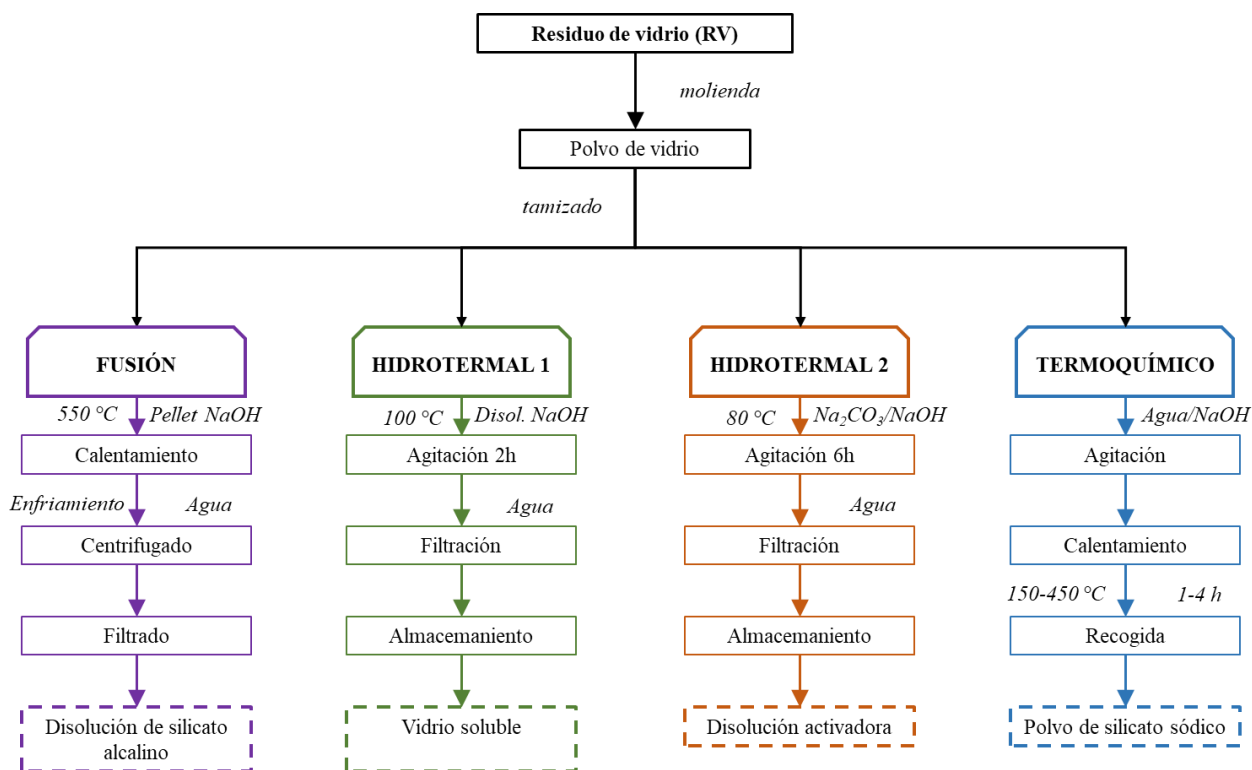 Residuo de vidrio (RV)
molienda
Polvo de vidrio
tamizado
FUSIÓN
550 °C
Pellet NaOH
Calentamiento
Enfriamiento
Agua
Centrifugado
Filtrado
Disolución de silicato
alcalino
HIDROTERMAL 1
100 °C
Disol. NaOH
Agitación 2h
Agua
Filtración
Almacemaniento
Vidrio soluble
HIDROTERMAL 2
80 °C
Na₂CO₃/NaOH
Agitación 6h
Agua
Filtración
Almacemaniento
Disolución activadora
TERMOQUÍMICO
Agua/NaOH
Agitación
Calentamiento
150-450 °C
1-4 h
Recogida
Polvo de silicato sódico